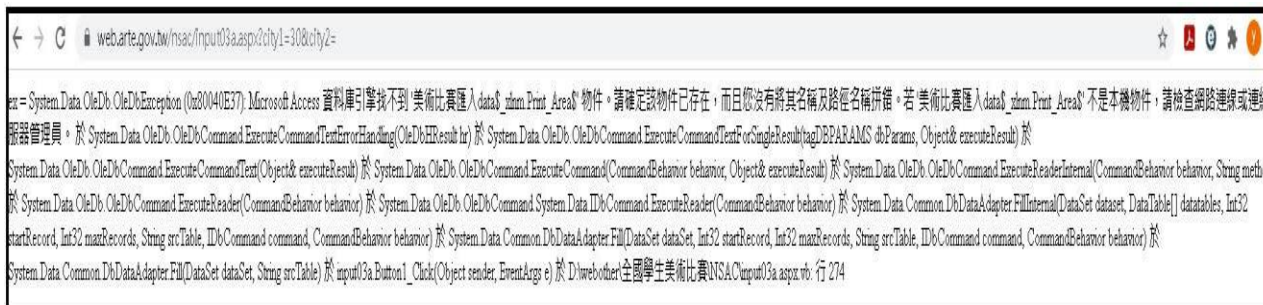 web.arte.gov.tw/nsac/Input03a.aspx?city1=30&city2=
ex = System.Data.OleDb.OleDbException (0x80040E37): Microsoft Access 資料庫引擎找不到 '美術比賽匯入data$_xlnm.Print_Area$' 物件。請確定該物件已存在，而且您沒有將其名稱及路徑名稱拼錯。若 '美術比賽匯入data$_xlnm.Print_Area$' 不是本機物件，請檢查網路連線或連絡
服器管理員。 於 System.Data.OleDb.OleDbCommand.ExecuteCommandTextErrorHandling(OleDbHResult hr) 於 System.Data.OleDb.OleDbCommand.ExecuteCommandTextForSingleResult(tagDBPARAMS dbParams, Object& executeResult) 於
System.Data.OleDb.OleDbCommand.ExecuteCommandText(Object& executeResult) 於 System.Data.OleDb.OleDbCommand.ExecuteCommand(CommandBehavior behavior, Object& executeResult) 於 System.Data.OleDb.OleDbCommand.ExecuteReaderInternal(CommandBehavior behavior, String meth
於 System.Data.OleDb.OleDbCommand.ExecuteReader(CommandBehavior behavior) 於 System.Data.OleDb.OleDbCommand.System.Data.IDbCommand.ExecuteReader(CommandBehavior behavior) 於 System.Data.Common.DbDataAdapter.FillInternal(DataSet dataset, DataTable[] datatables, Int32
startRecord, Int32 maxRecords, String srcTable, IDbCommand command, CommandBehavior behavior) 於 System.Data.Common.DbDataAdapter.Fill(DataSet dataSet, Int32 startRecord, Int32 maxRecords, String srcTable, IDbCommand command, CommandBehavior behavior) 於
System.Data.Common.DbDataAdapter.Fill(DataSet dataSet, String srcTable) 於 input03a.Button1_Click(Object sender, EventArgs e) 於 D:\webother\全國學生美術比賽\NSAC\input03a.aspx.vb: 行 274